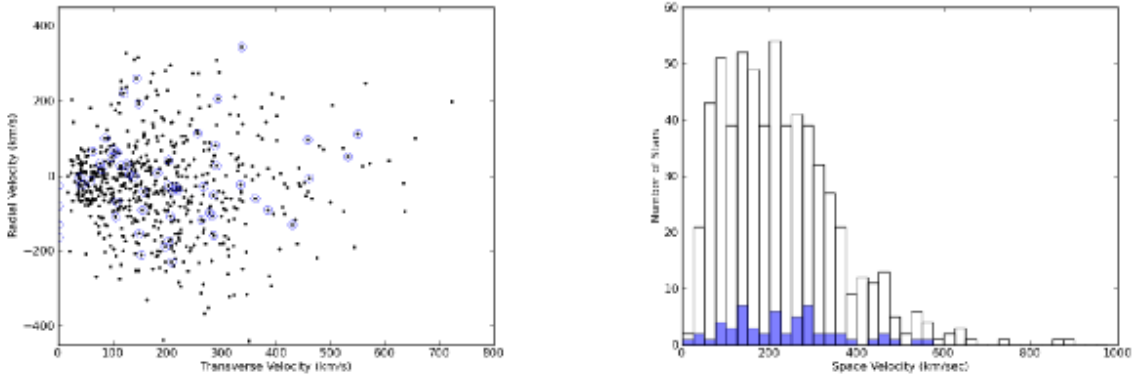 400
200
0
−200
−400
Radial Velocity (km/s)
0 100 200 300 400 500 600 700 800
Transverse Velocity (km/s)
60
50
40
30
20
10
0
Number of Stars
0 200 400 600 800 1000
Space Velocity (km/sec)